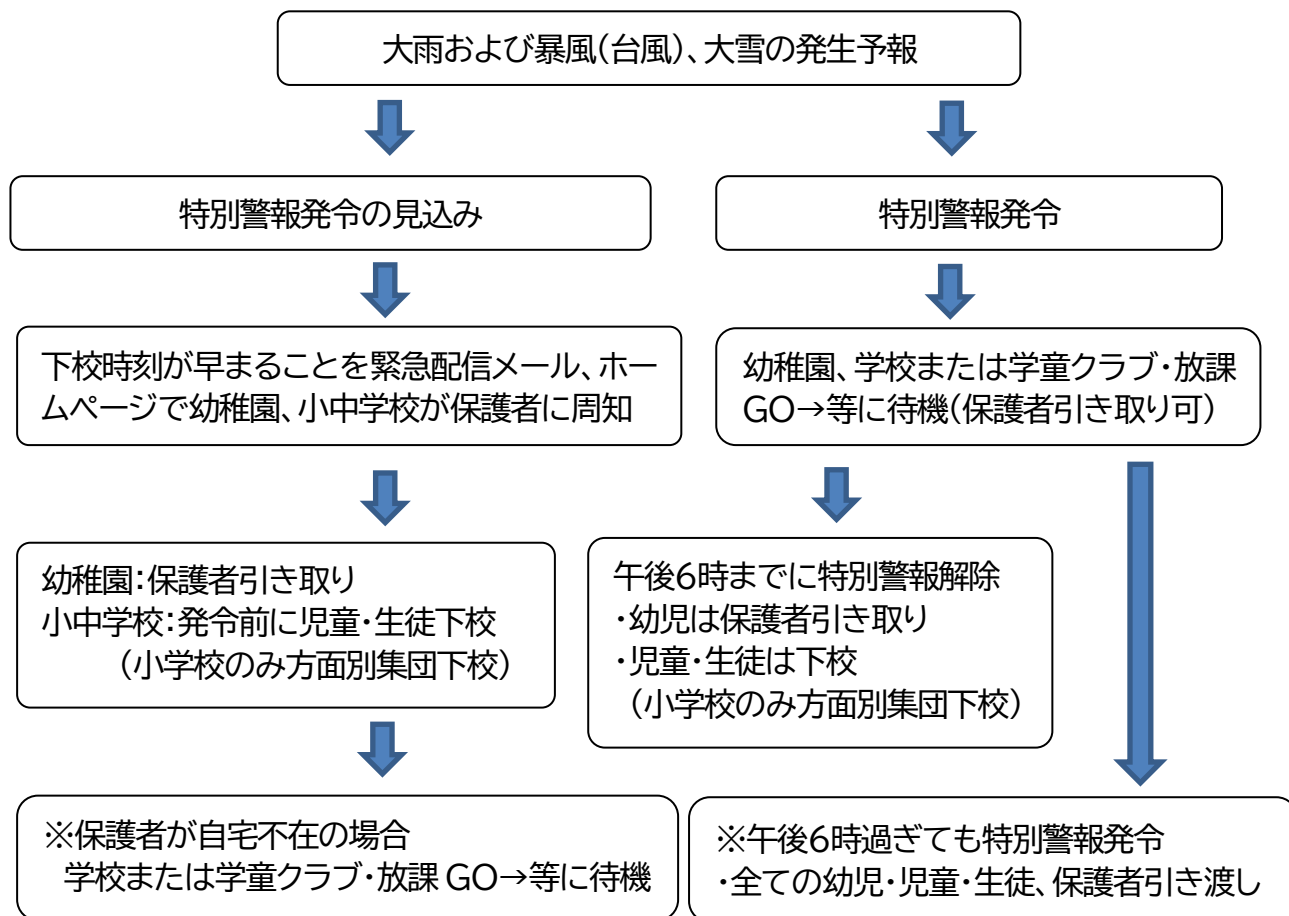 大雨および暴風(台風)、大雪の発生予報
特別警報発令の見込み
特別警報発令
下校時刻が早まることを緊急配信メール、ホー
ムページで幼稚園、小中学校が保護者に周知
幼稚園、学校または学童クラブ・放課
GO→等に待機(保護者引き取り可)
幼稚園:保護者引き取り
小中学校:発令前に児童・生徒下校
(小学校のみ方面別集団下校)
午後6時までに特別警報解除
・幼児は保護者引き取り
・児童・生徒は下校
(小学校のみ方面別集団下校)
※保護者が自宅不在の場合
学校または学童クラブ・放課 GO→等に待機
※午後6時過ぎても特別警報発令
・全ての幼児・児童・生徒、保護者引き渡し